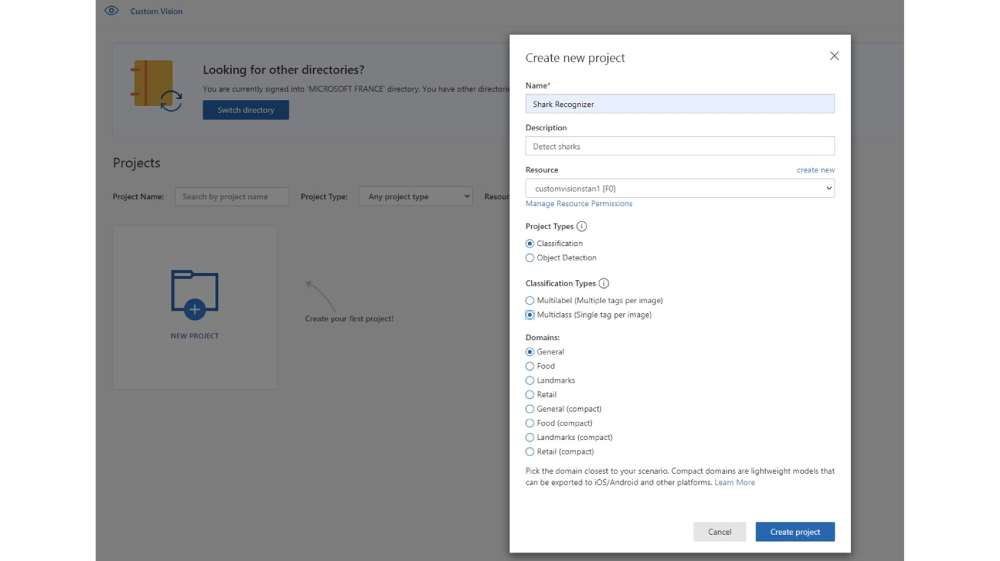 Custom Vision
Looking for other directories?
You are currently signed into 'MICROSOFT FRANCE' directory. You have other directorie
Switch directory
Projects
Project Name:
Search by project name
Project Type:
Any project type
Resour
NEW PROJECT
Create your first project!
Create new project
Name*
Shark Recognizer
Description
Detect sharks
Resource
create new
customvisionstan1 [F0]
Manage Resource Permissions
Project Types
Classification
Object Detection
Classification Types
Multilabel (Multiple tags per image)
Multiclass (Single tag per image)
Domains:
General
Food
Landmarks
Retail
General (compact)
Food (compact)
Landmarks (compact)
Retail (compact)
Pick the domain closest to your scenario. Compact domains are lightweight models that
can be exported to iOS/Android and other platforms. Learn More
Cancel
Create project